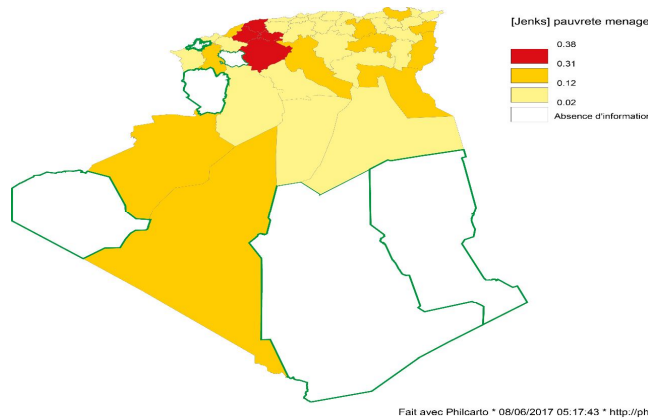 [Jenks] pauvrete menage
0.38
0.31
0.12
0.02
Absence d'information
Fait avec Philcarto * 08/06/2017 05:17:43 * http://ph